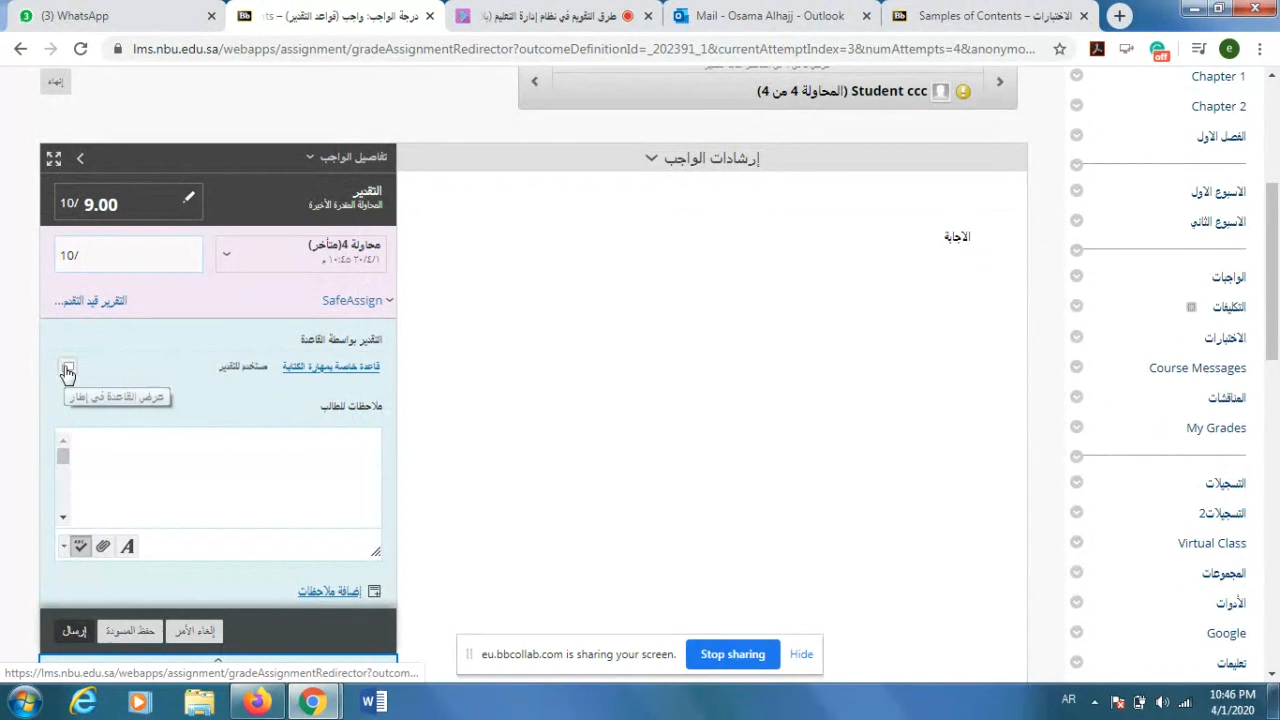 (3) WhatsApp
درجة الواجب: واجب (قواعد التقدير) – ts
طرق التقويم في نظام إدارة التعليم
Mail - Osama Alhajj - Outlook
الاختبارات – Samples of Contents
lms.nbu.edu.sa/webapps/assignment/gradeAssignmentRedirector?outcomeDefinitionId=_202391_1&currentAttemptIndex=3&numAttempts=4&anonymo...
off
e
إنهاء
Student ccc (المحاولة 4 من 4)
إرشادات الواجب
الاجابة
تفاصيل الواجب
التقدير
المحاولة المقدرة الأخيرة
9.00 /10
محاولة 4(متأخر)
٢٠/٤/١ ١٠:٤٥ م
/10
SafeAssign
التقرير قيد التقدم...
التقدير بواسطة القاعدة
قاعدة خاصة بمهارة الكتابة
مستخدم للتقدير
عرض القاعدة في إطار
ملاحظات للطالب
إضافة ملاحظات
إلغاء الأمر
حفظ المسودة
إرسال
Chapter 1
Chapter 2
الفصل الاول
الاسبوع الاول
الاسبوع الثاني
الواجبات
التكليفات
الاختبارات
Course Messages
المناقشات
My Grades
التسجيلات
التسجيلات2
Virtual Class
المجموعات
الأدوات
Google
تعليمات
eu.bbcollab.com is sharing your screen.
Stop sharing
Hide
https://lms.nbu.edu.sa/webapps/assignment/gradeAssignmentRedirector?outcom...
AR
10:46 PM
4/1/2020